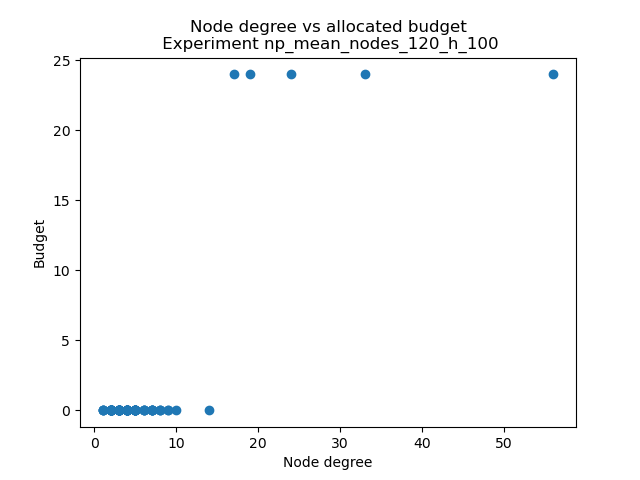 Node degree vs allocated budget
Experiment np_mean_nodes_120_h_100
25
20
15
10
5
0
Budget
0 10 20 30 40 50
Node degree